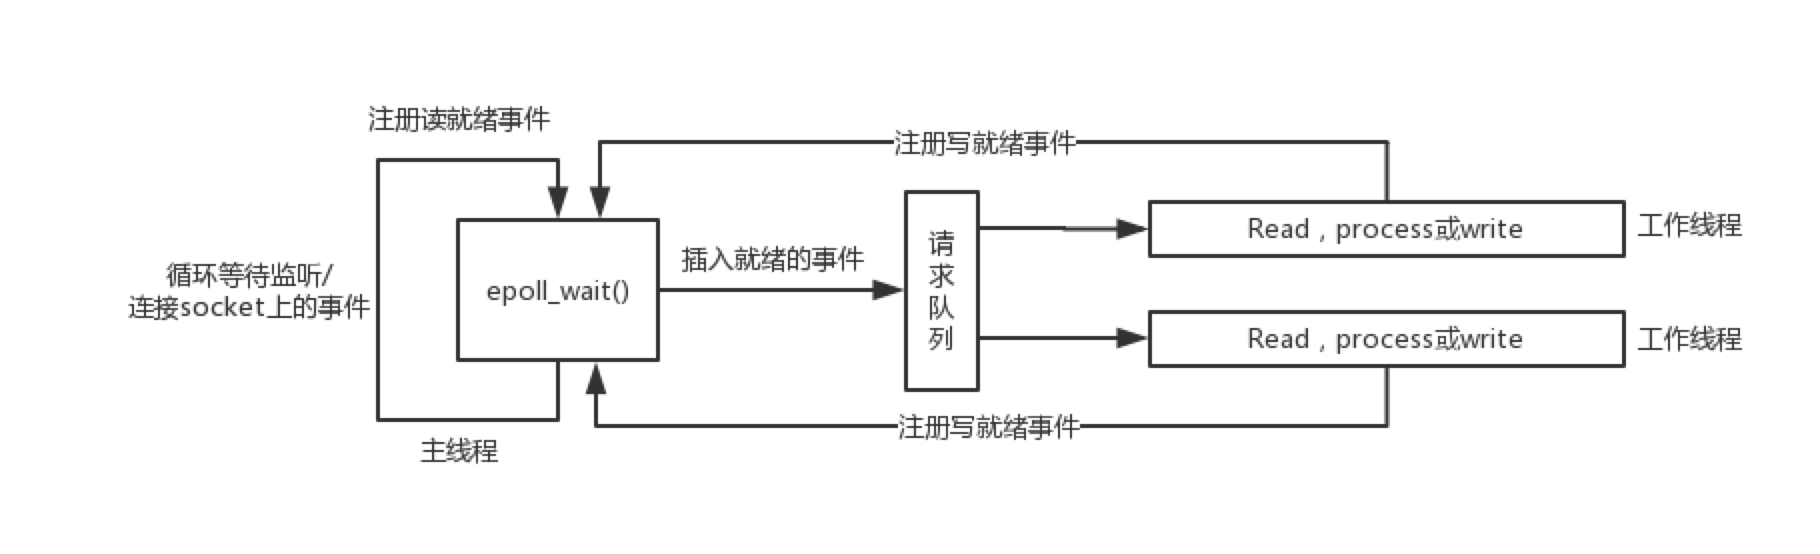 注册读就绪事件
注册写就绪事件
循环等待监听/
连接socket上的事件
epoll_wait()
插入就绪的事件
请
求
队
列
Read，process或write
工作线程
Read，process或write
工作线程
注册写就绪事件
主线程